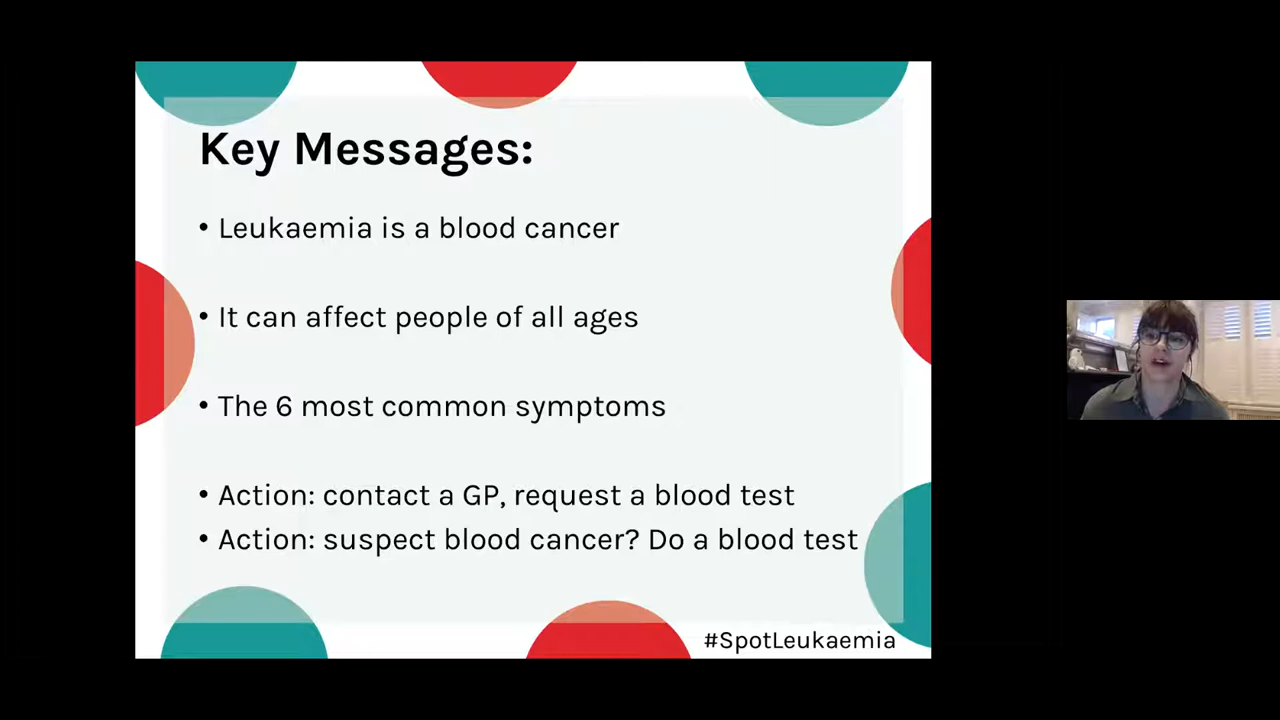 Key Messages:
• Leukaemia is a blood cancer
• It can affect people of all ages
• The 6 most common symptoms
• Action: contact a GP, request a blood test
• Action: suspect blood cancer? Do a blood test
#SpotLeukaemia